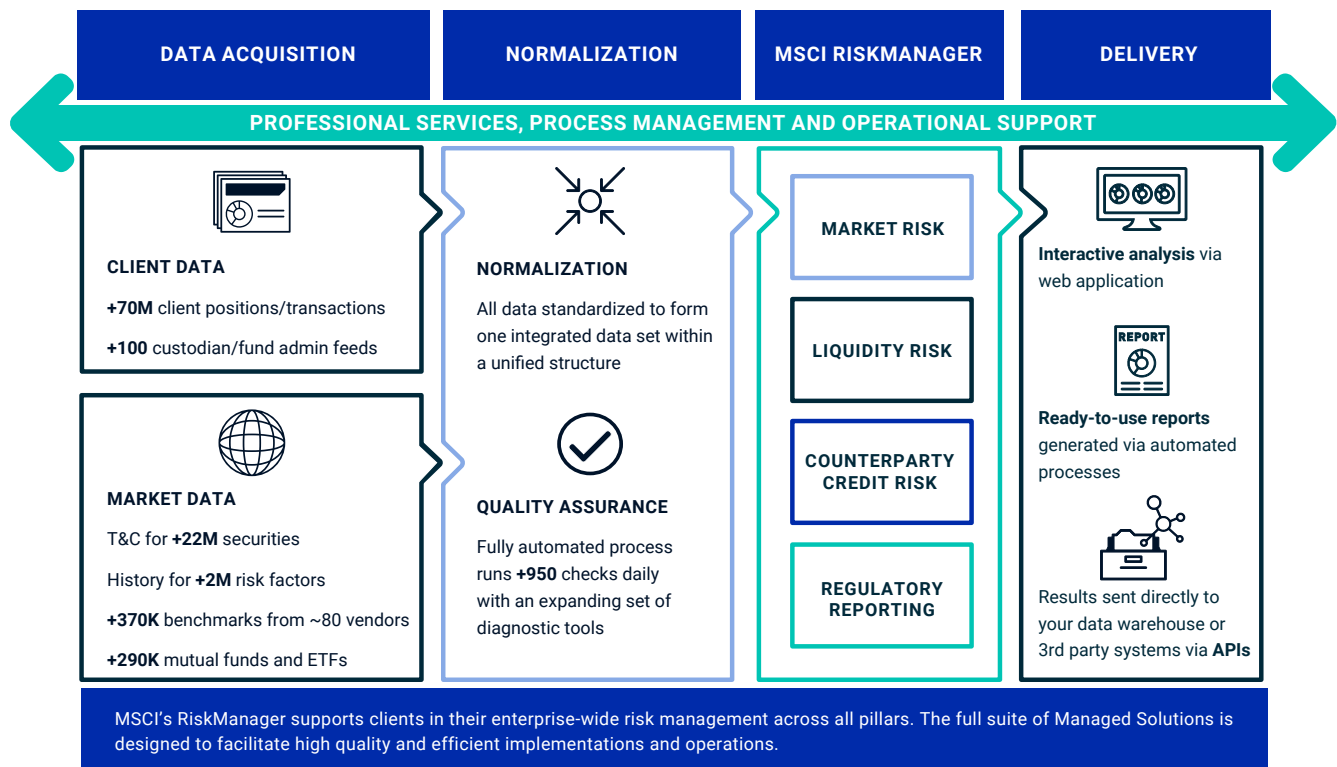 DATA ACQUISITION
NORMALIZATION
MSCI RISKMANAGER
DELIVERY
PROFESSIONAL SERVICES, PROCESS MANAGEMENT AND OPERATIONAL SUPPORT
CLIENT DATA
+70M client positions/transactions
+100 custodian/fund admin feeds
MARKET DATA
T&C for +22M securities
History for +2M risk factors
+370K benchmarks from ~80 vendors
+290K mutual funds and ETFs
NORMALIZATION
All data standardized to form
one integrated data set within
a unified structure
QUALITY ASSURANCE
Fully automated process
runs +950 checks daily
with an expanding set of
diagnostic tools
MARKET RISK
LIQUIDITY RISK
COUNTERPARTY
CREDIT RISK
REGULATORY
REPORTING
Interactive analysis via
web application
REPORT
Ready-to-use reports
generated via automated
processes
Results sent directly to
your data warehouse or
3rd party systems via APIs
MSCI’s RiskManager supports clients in their enterprise-wide risk management across all pillars. The full suite of Managed Solutions is
designed to facilitate high quality and efficient implementations and operations.